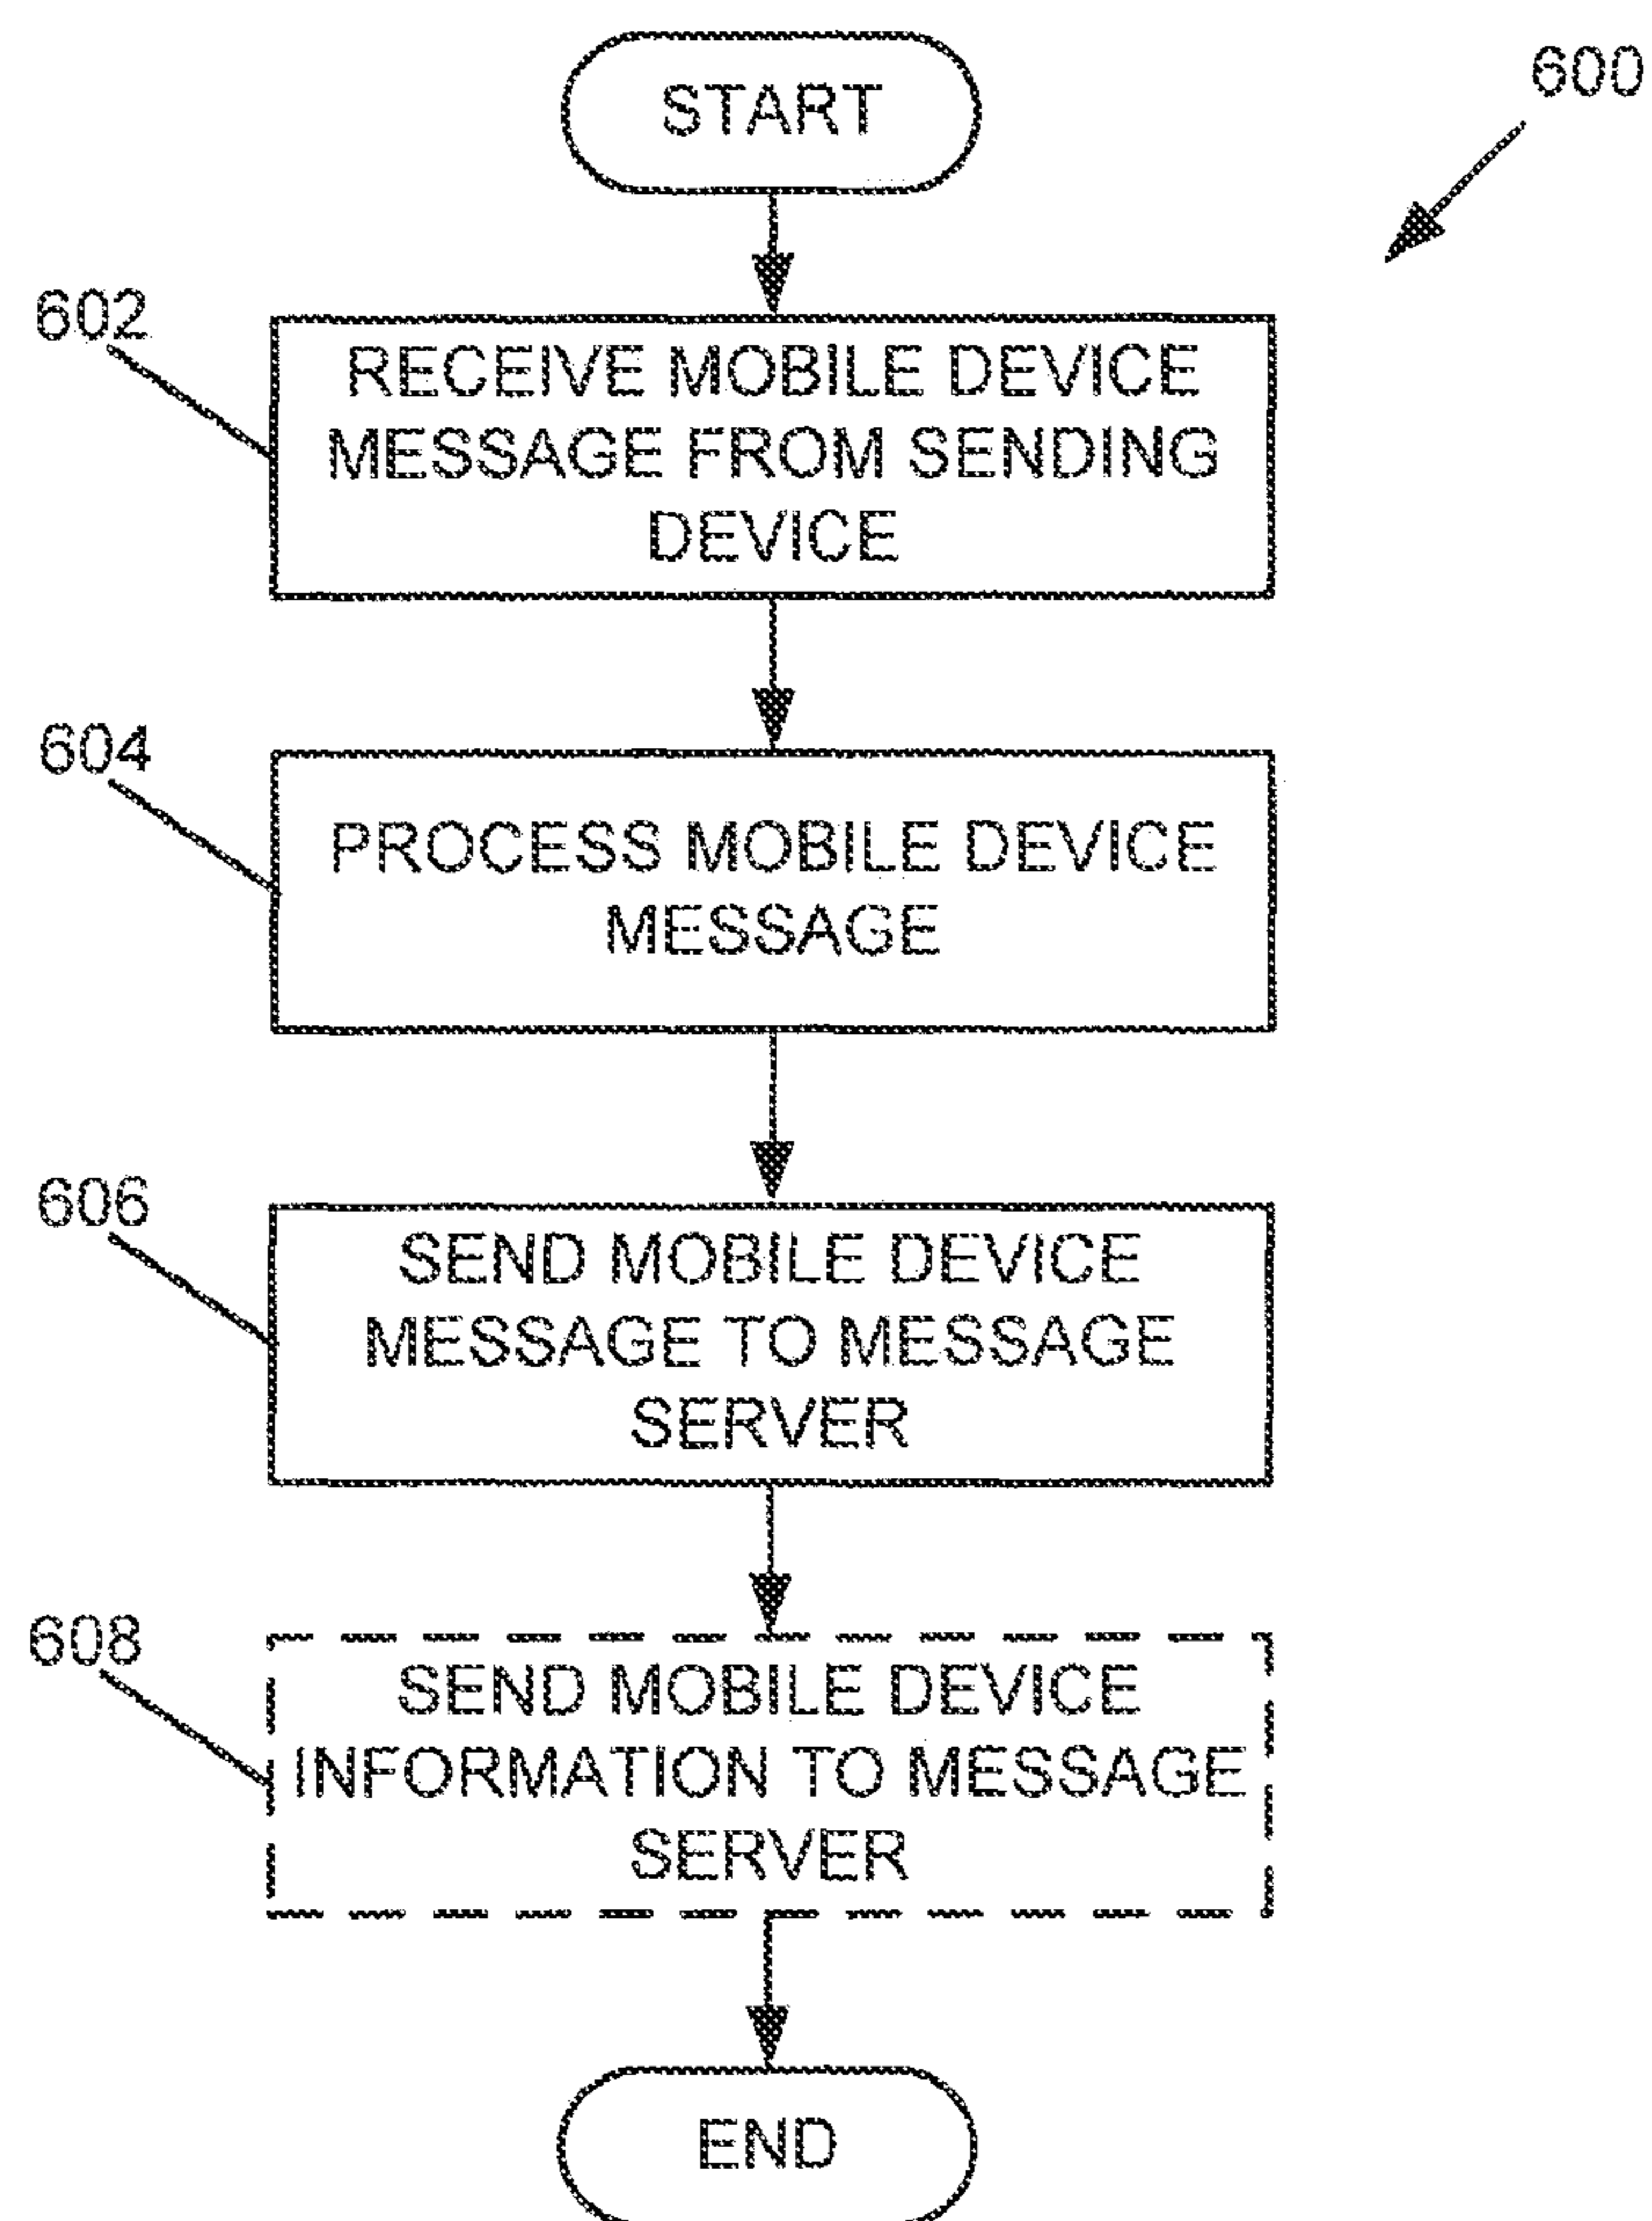 START
600
602
RECEIVE MOBILE DEVICE
MESSAGE FROM SENDING
DEVICE
604
PROCESS MOBILE DEVICE
MESSAGE
606
SEND MOBILE DEVICE
MESSAGE TO MESSAGE
SERVER
608
SEND MOBILE DEVICE
INFORMATION TO MESSAGE
SERVER
END